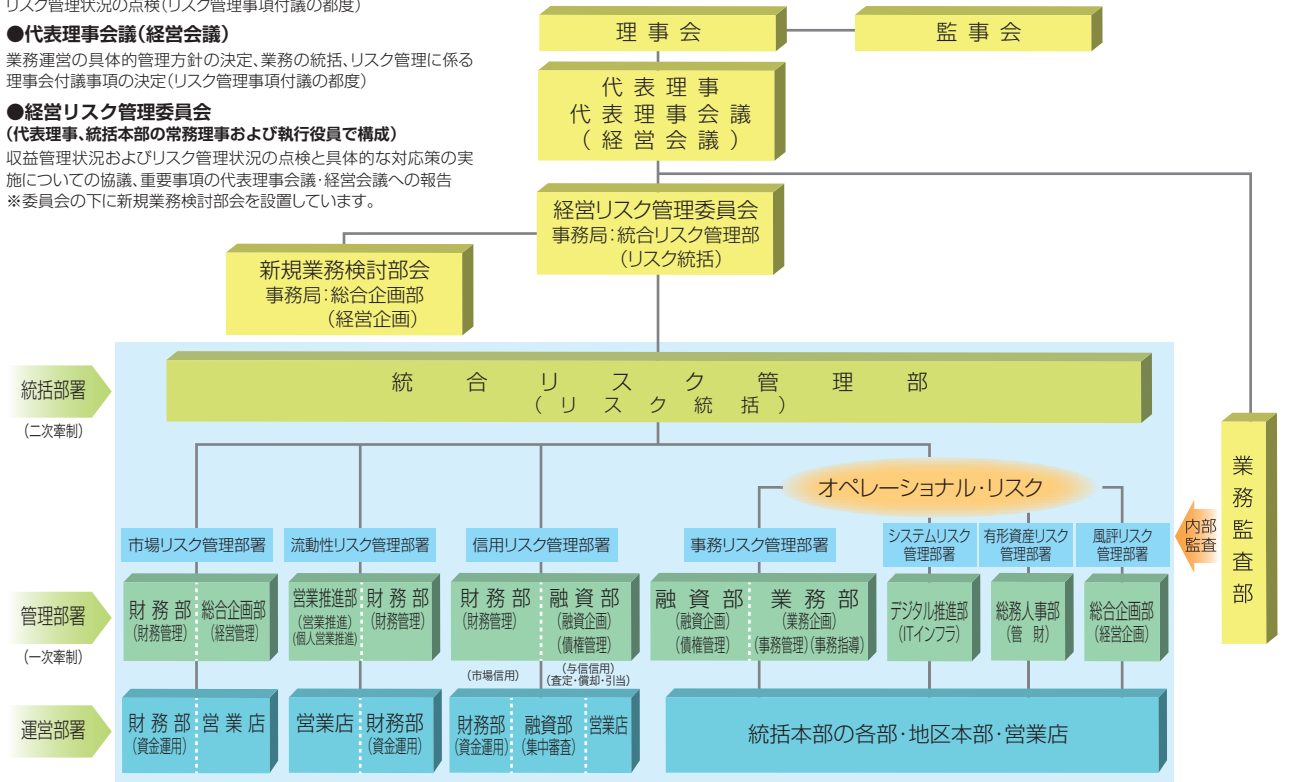 リスク管理状況の点検(リスク管理事項付議の都度)
●代表理事会議(経営会議)
業務運営の具体的管理方針の決定、業務の統括、リスク管理に係る
理事会付議事項の決定(リスク管理事項付議の都度)
●経営リスク管理委員会
(代表理事、統括本部の常務理事および執行役員で構成)
収益管理状況およびリスク管理状況の点検と具体的な対応策の実
施についての協議、重要事項の代表理事会議・経営会議への報告
※委員会の下に新規業務検討部会を設置しています。
理事会
監事会
代表理事
代表理事会議
(経営会議)
経営リスク管理委員会
事務局:統合リスク管理部
(リスク統括)
新規業務検討部会
事務局:総合企画部
(経営企画)
統括部署
(二次牽制)
統合リスク管理部
(リスク統括)
業務監査部
内部
監査
オペレーショナル・リスク
市場リスク管理部署
流動性リスク管理部署
信用リスク管理部署
事務リスク管理部署
システムリスク
管理部署
有形資産リスク
管理部署
風評リスク
管理部署
管理部署
(一次牽制)
財務部
(財務管理)
総合企画部
(経営管理)
営業推進部
(営業推進)
(個人営業推進)
財務部
(財務管理)
財務部
(財務管理)
融資部
(融資企画)
(債権管理)
融資部
(融資企画)
(債権管理)
業務部
(業務企画)
(事務管理)(事務指導)
デジタル推進部
(ITインフラ)
総務人事部
(管財)
総合企画部
(経営企画)
(市場信用)
(与信信用)
(査定・償却・引当)
運営部署
財務部
(資金運用)
営業店
営業店
財務部
(資金運用)
財務部
(資金運用)
融資部
(集中審査)
営業店
統括本部の各部・地区本部・営業店